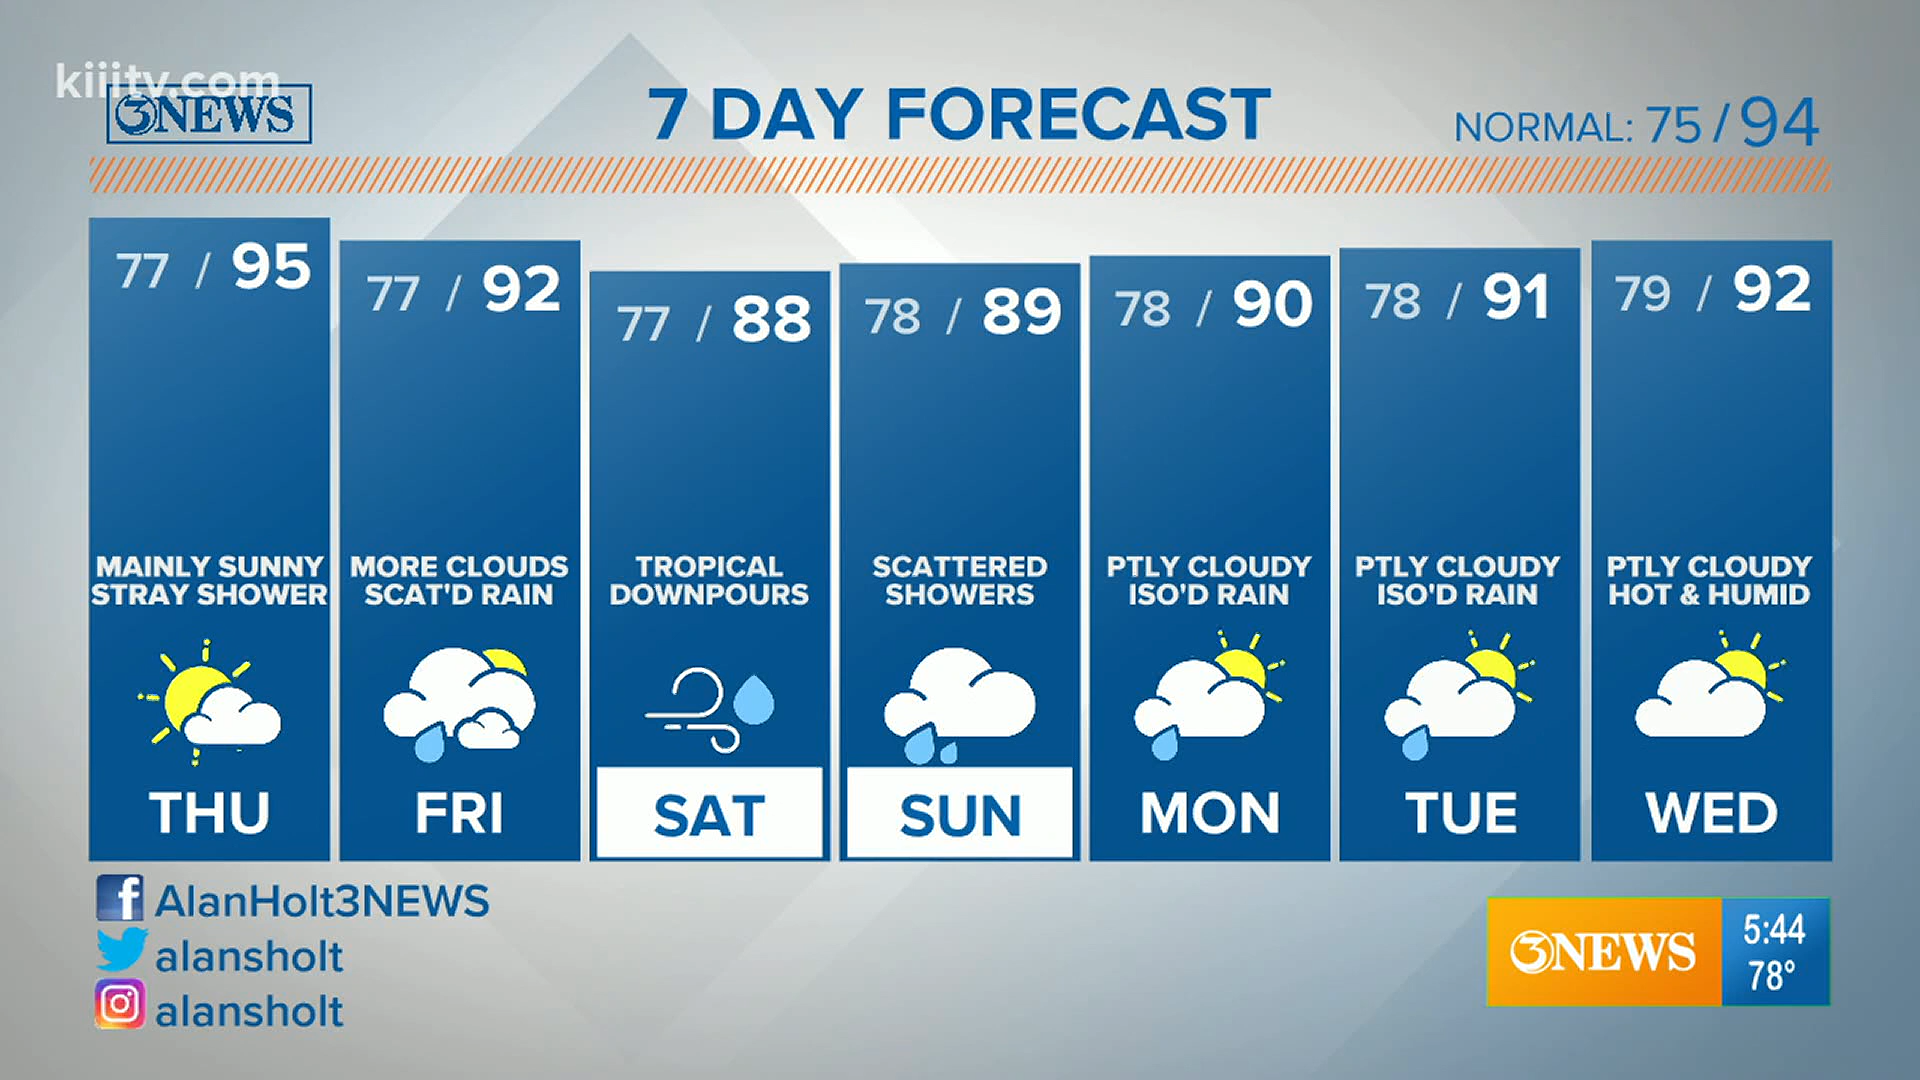 kiiitv.com
3NEWS
7 DAY FORECAST
NORMAL: 75/94
77 / 95
MAINLY SUNNY
STRAY SHOWER
THU
77 / 92
MORE CLOUDS
SCAT'D RAIN
FRI
77 / 88
TROPICAL
DOWNPOURS
SAT
78 / 89
SCATTERED
SHOWERS
SUN
78 / 90
PTLY CLOUDY
ISO'D RAIN
MON
78 / 91
PTLY CLOUDY
ISO'D RAIN
TUE
79 / 92
PTLY CLOUDY
HOT & HUMID
WED
AlanHolt3NEWS
alansholt
alansholt
3NEWS
5:44
78°